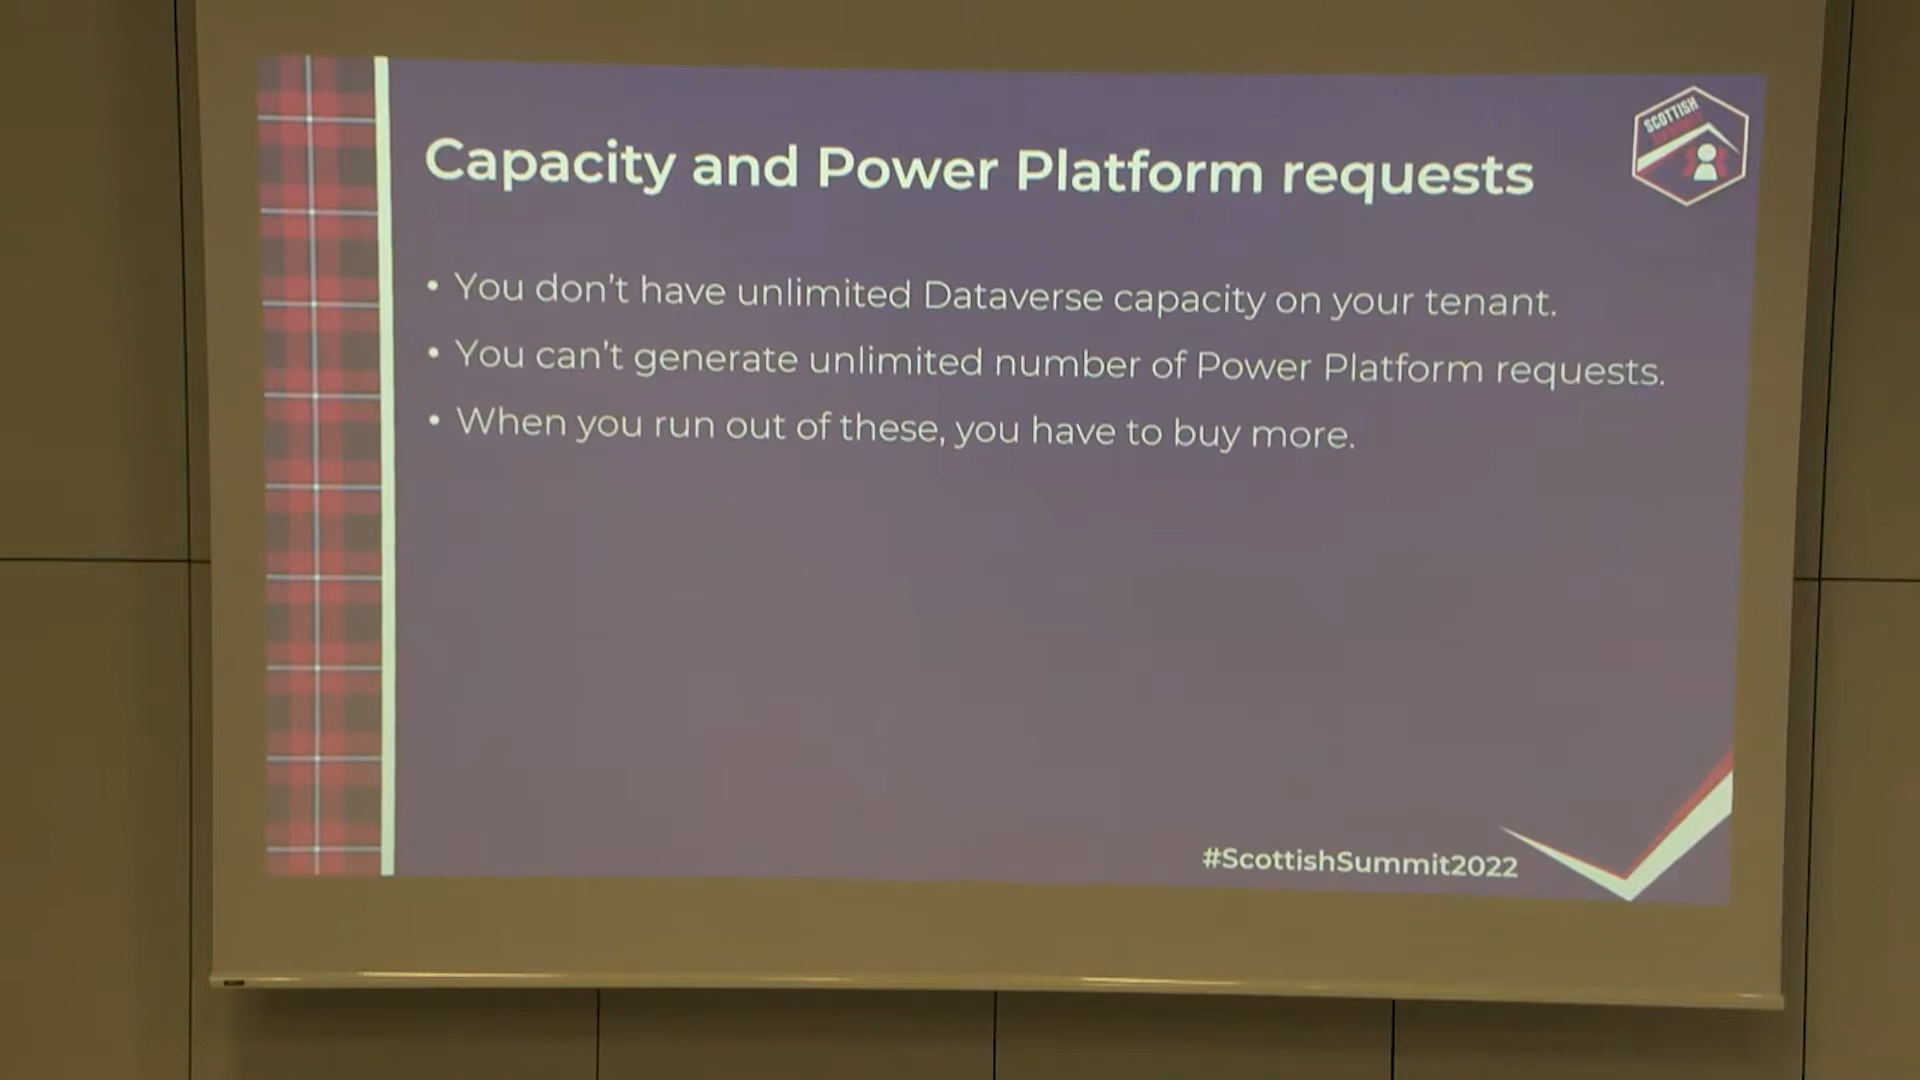 SCOTTISH
Capacity and Power Platform requests
• You don't have unlimited Dataverse capacity on your tenant.
• You can't generate unlimited number of Power Platform requests.
• When you run out of these, you have to buy more.
#ScottishSummit2022